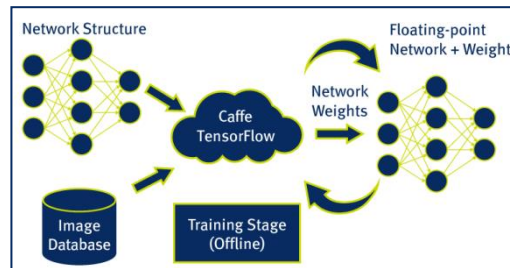 Network Structure
Floating-point
Network + Weight
Caffe
TensorFlow
Network
Weights
Image
Database
Training Stage
(Offline)